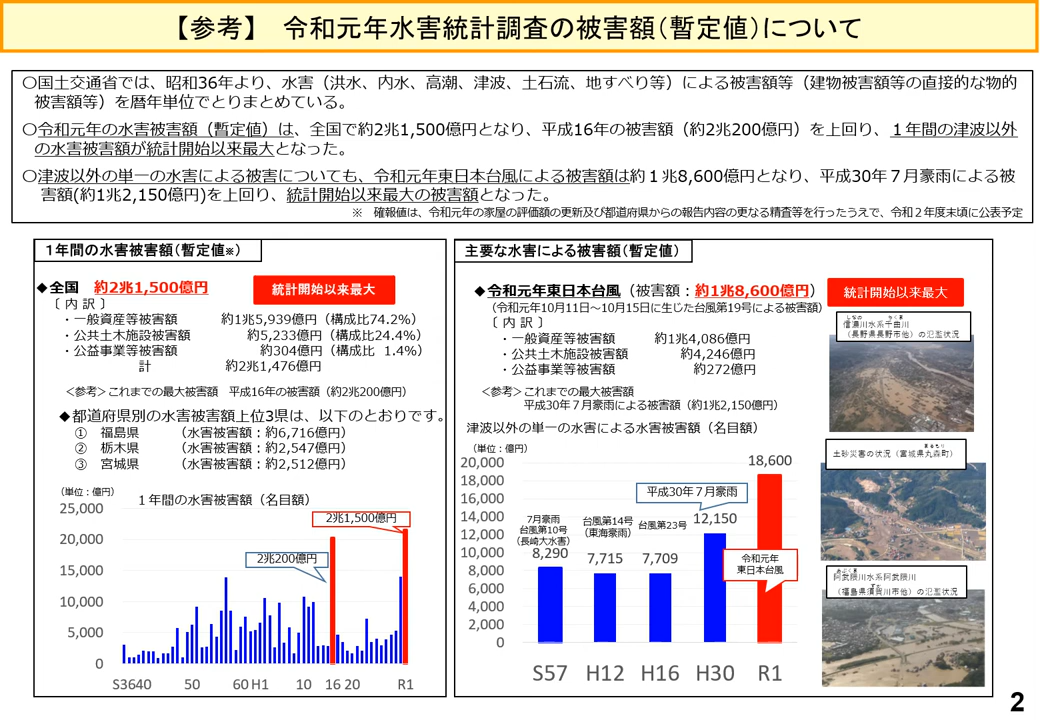 【参考】 令和元年水害統計調査の被害額（暫定値）について
○国土交通省では、昭和36年より、水害（洪水、内水、高潮、津波、土石流、地すべり等）による被害額等（建物被害額等の直接的な物的
被害額等）を暦年単位でとりまとめている。
○令和元年の水害被害額（暫定値）は、全国で約2兆1,500億円となり、平成16年の被害額（約2兆200億円）を上回り、１年間の津波以外
の水害被害額が統計開始以来最大となった。
○津波以外の単一の水害による被害についても、令和元年東日本台風による被害額は約１兆8,600億円となり、平成30年７月豪雨による被
害額(約1兆2,150億円)を上回り、統計開始以来最大の被害額となった。
※ 確報値は、令和元年の家屋の評価額の更新及び都道府県からの報告内容の更なる精査等を行ったうえで、令和２年度末頃に公表予定
１年間の水害被害額（暫定値※）
◆全国 約2兆1,500億円
統計開始以来最大
〔 内 訳 〕
・一般資産等被害額 約1兆5,939億円（構成比74.2%）
・公共土木施設被害額 約5,233億円（構成比24.4%）
・公益事業等被害額 約304億円（構成比 1.4%）
計 約2兆1,476億円
＜参考＞これまでの最大被害額 平成16年の被害額（約2兆200億円）
◆都道府県別の水害被害額上位3県は、以下のとおりです。
① 福島県 （水害被害額：約6,716億円）
② 栃木県 （水害被害額：約2,547億円）
③ 宮城県 （水害被害額：約2,512億円）
（単位：億円）
１年間の水害被害額（名目額）
25,000
20,000
15,000
10,000
5,000
0
2兆1,500億円
2兆200億円
S36 40 50 60 H1 10 16 20 R1
主要な水害による被害額（暫定値）
◆令和元年東日本台風（被害額：約1兆8,600億円）
統計開始以来最大
（令和元年10月11日～10月15日に生じた台風第19号による被害額）
〔 内 訳 〕
・一般資産等被害額 約1兆4,086億円
・公共土木施設被害額 約4,246億円
・公益事業等被害額 約272億円
＜参考＞これまでの最大被害額
平成30年７月豪雨による被害額（約1兆2,150億円）
津波以外の単一の水害による水害被害額（名目額）
（単位：億円）
20,000
18,000
16,000
14,000
12,000
10,000
8,000
6,000
4,000
2,000
0
7月豪雨
台風第10号
（長崎大水害）
8,290
台風第14号
（東海豪雨）
7,715
台風第23号
7,709
平成30年７月豪雨
12,150
18,600
令和元年
東日本台風
S57 H12 H16 H30 R1
しなの ちくま
信濃川水系千曲川
（長野県長野市他）の氾濫状況
まるもり
土砂災害の状況（宮城県丸森町）
あぶくま
阿武隈川水系阿武隈川
（福島県須賀川市他）の氾濫状況
2